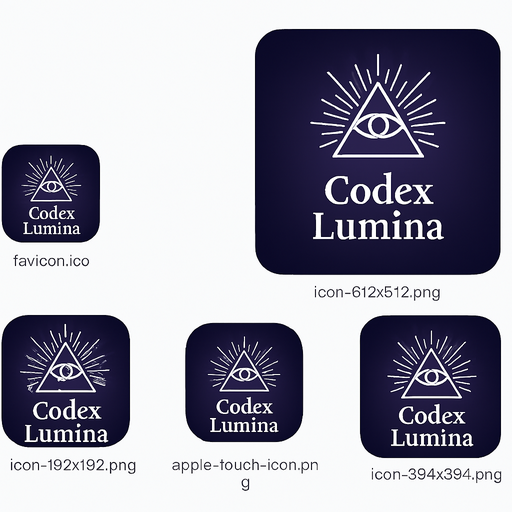 Codex
Lumina
icon-612x512.png
Codex
Lumina
favicon.ico
Codex
Lumina
icon-192x192.png
Codex
Lumina
apple-touch-icon.pn
g
Codex
Lumina
icon-394x394.png